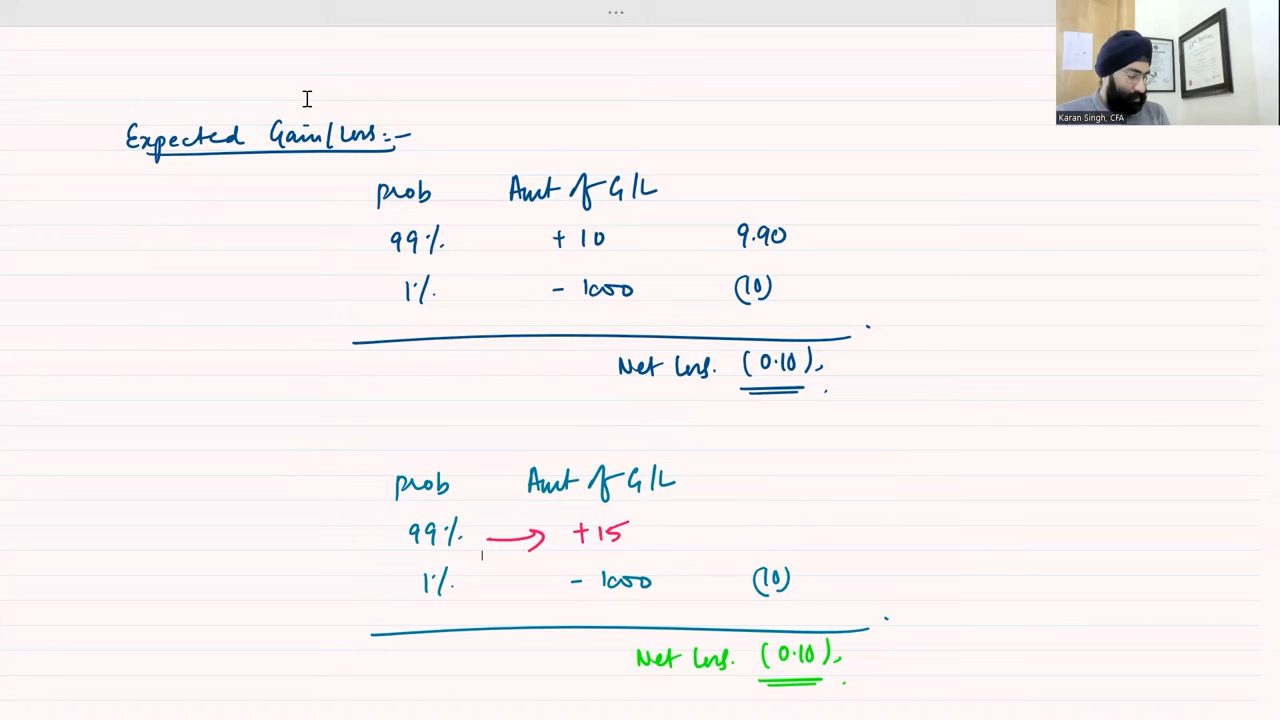 Karan Singh, CFA
Expected Gain/Loss:-
prob Amt of G/L
99% +10 9.90
1% - 1000 (10)
Net Loss. (0.10),
prob Amt of G/L
99% → +15
1% - 1000 (10)
Net Loss. (0.10),